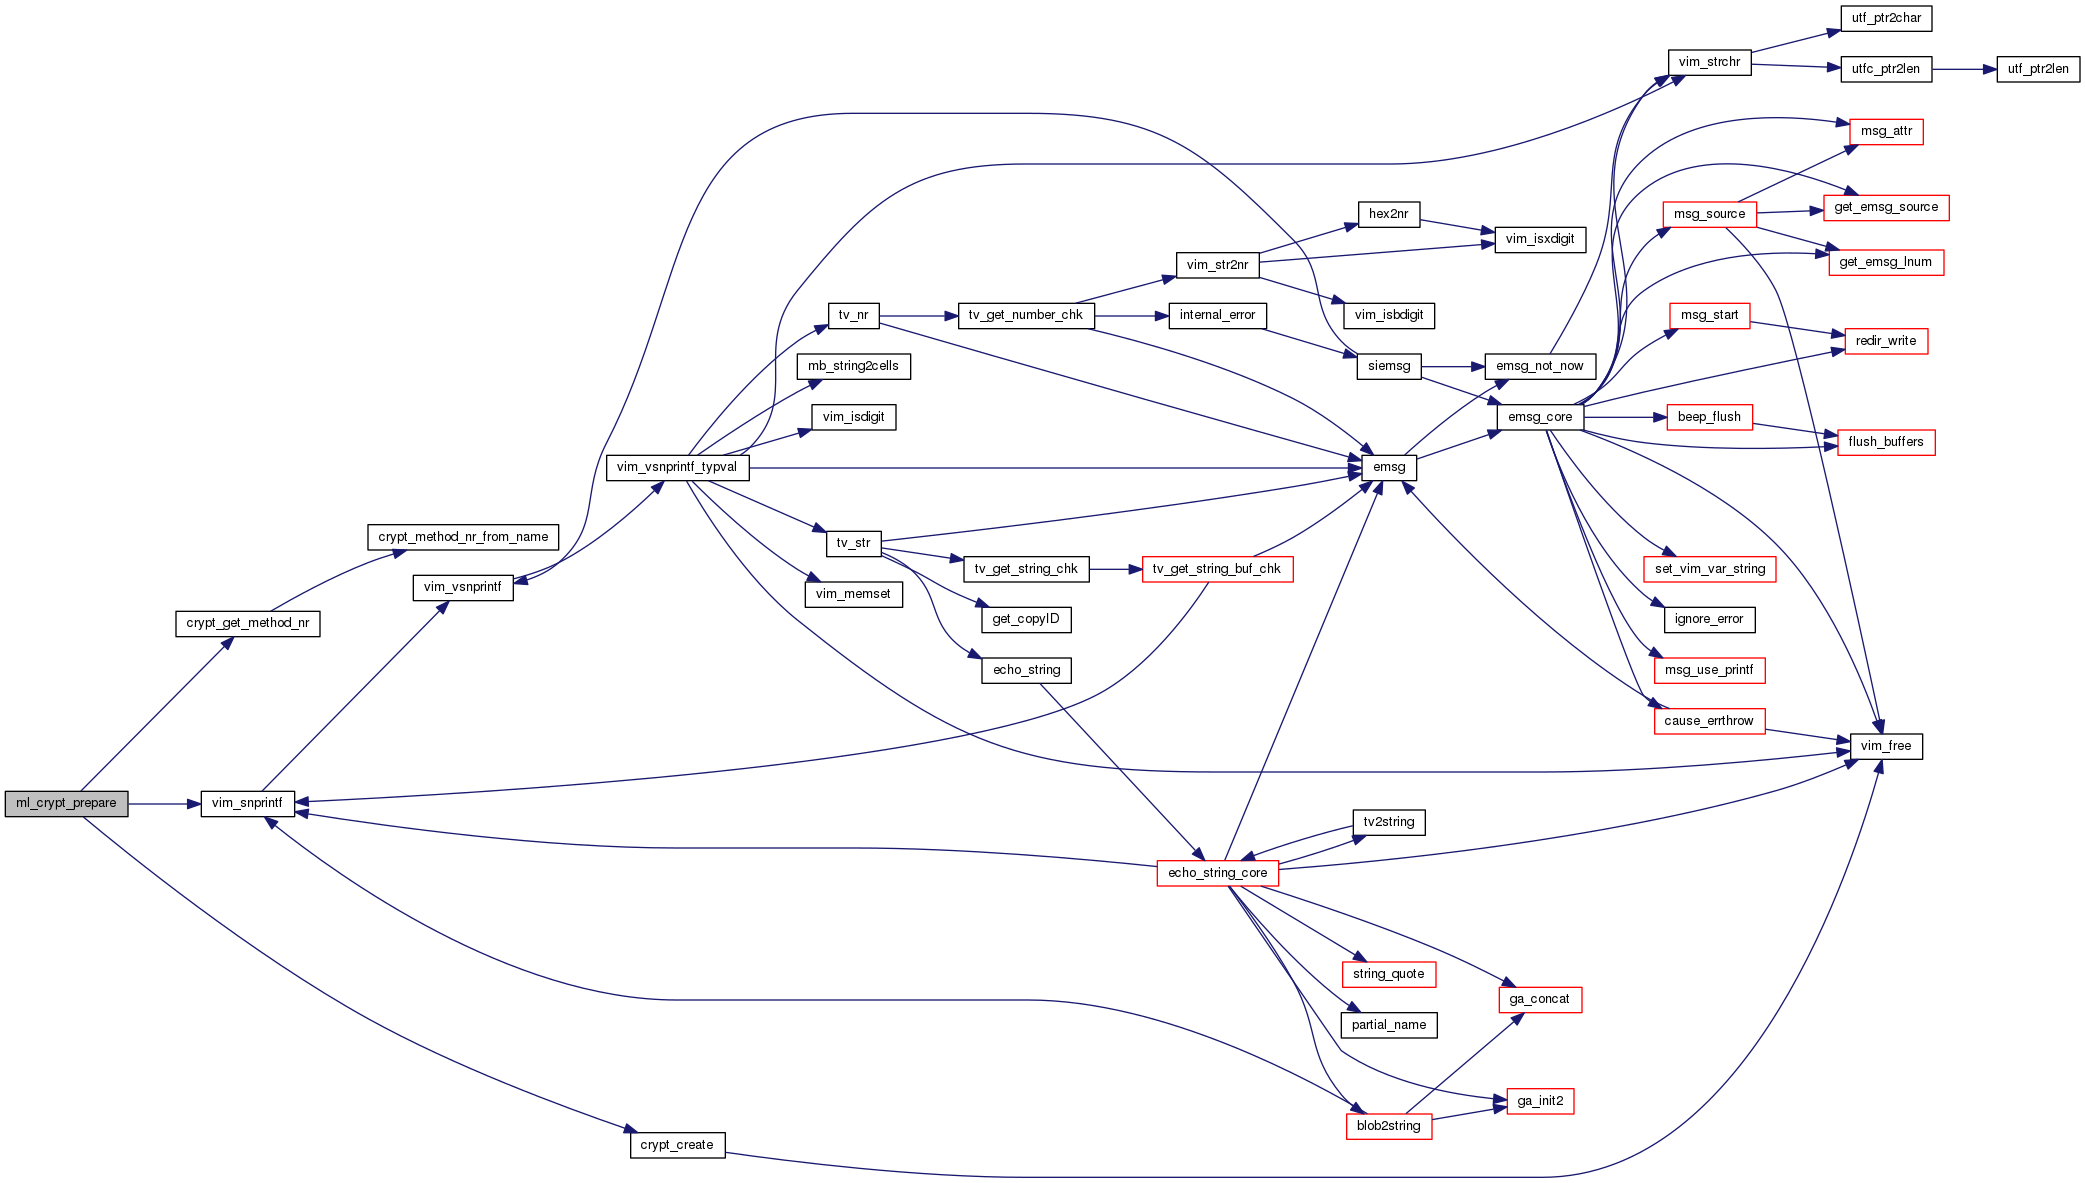 utf_ptr2char
vim_strchr
utfc_ptr2len
utf_ptr2len
msg_attr
get_emsg_source
msg_source
hex2nr
vim_isxdigit
get_emsg_lnum
vim_str2nr
tv_nr
tv_get_number_chk
internal_error
vim_isbdigit
msg_start
redir_write
mb_string2cells
siemsg
emsg_not_now
vim_isdigit
emsg_core
beep_flush
flush_buffers
vim_vsnprintf_typval
emsg
crypt_method_nr_from_name
tv_str
tv_get_string_chk
tv_get_string_buf_chk
set_vim_var_string
vim_vsnprintf
vim_memset
crypt_get_method_nr
get_copyID
ignore_error
echo_string
msg_use_printf
cause_errthrow
vim_free
ml_crypt_prepare
vim_snprintf
tv2string
echo_string_core
string_quote
ga_concat
partial_name
ga_init2
blob2string
crypt_create